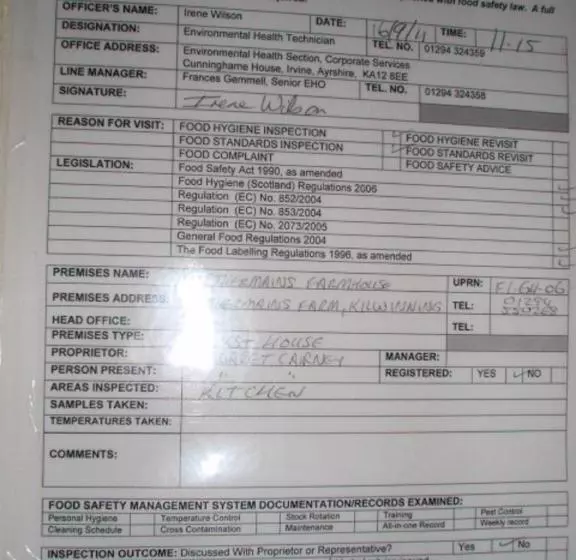 with food safety law. A full
OFFICER'S NAME: Irene Wilson DATE: 16/9/11 TIME: 11.15
DESIGNATION: Environmental Health Technician TEL. NO. 01294 324359
OFFICE ADDRESS: Environmental Health Section, Corporate Services
Cunninghame House, Irvine, Ayrshire, KA12 8EE
LINE MANAGER: Frances Gemmell, Senior EHO TEL. NO. 01294 324358
SIGNATURE: Irene Wilson
REASON FOR VISIT: FOOD HYGIENE INSPECTION FOOD HYGIENE REVISIT
FOOD STANDARDS INSPECTION FOOD STANDARDS REVISIT
FOOD COMPLAINT FOOD SAFETY ADVICE
LEGISLATION: Food Safety Act 1990, as amended
Food Hygiene (Scotland) Regulations 2006
Regulation (EC) No. 852/2004
Regulation (EC) No. 853/2004
Regulation (EC) No. 2073/2005
General Food Regulations 2004
The Food Labelling Regulations 1996, as amended
PREMISES NAME: FARMHOUSE UPRN:
PREMISES ADDRESS: FARM, KILWINNING TEL: 01294
HEAD OFFICE: TEL:
PREMISES TYPE: HOUSE
PROPRIETOR: CAIRNEY MANAGER:
PERSON PRESENT: " " REGISTERED: YES NO
AREAS INSPECTED: KITCHEN
SAMPLES TAKEN:
TEMPERATURES TAKEN:
COMMENTS:
FOOD SAFETY MANAGEMENT SYSTEM DOCUMENTATION/RECORDS EXAMINED:
Personal Hygiene Temperature Control Stock Rotation Training Pest Control
Cleaning Schedule Cross Contamination Maintenance All-in-one Record Weekly record
INSPECTION OUTCOME: Discussed With Proprietor or Representative? Yes No